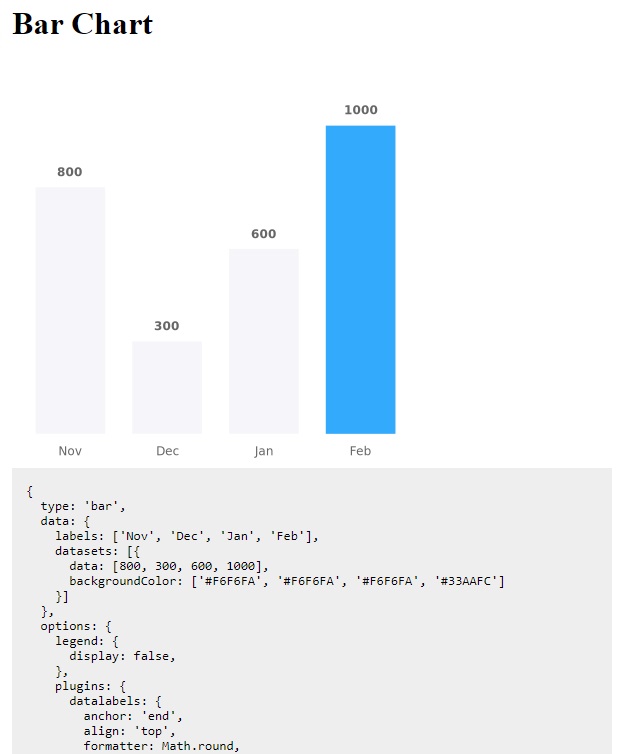 Bar Chart
1000
800
600
300
Nov Dec Jan Feb
{
  type: 'bar',
  data: {
    labels: ['Nov', 'Dec', 'Jan', 'Feb'],
    datasets: [{
      data: [800, 300, 600, 1000],
      backgroundColor: ['#F6F6FA', '#F6F6FA', '#F6F6FA', '#33AAFC']
    }]
  },
  options: {
    legend: {
      display: false,
    },
    plugins: {
      datalabels: {
        anchor: 'end',
        align: 'top',
        formatter: Math.round,